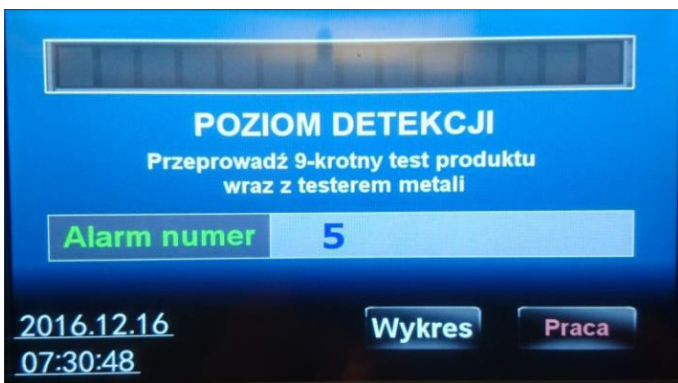 POZIOM DETEKCJI
Przeprowadź 9-krotny test produktu
wraz z testerem metali
Alarm numer 5
2016.12.16 Wykres Praca
07:30:48